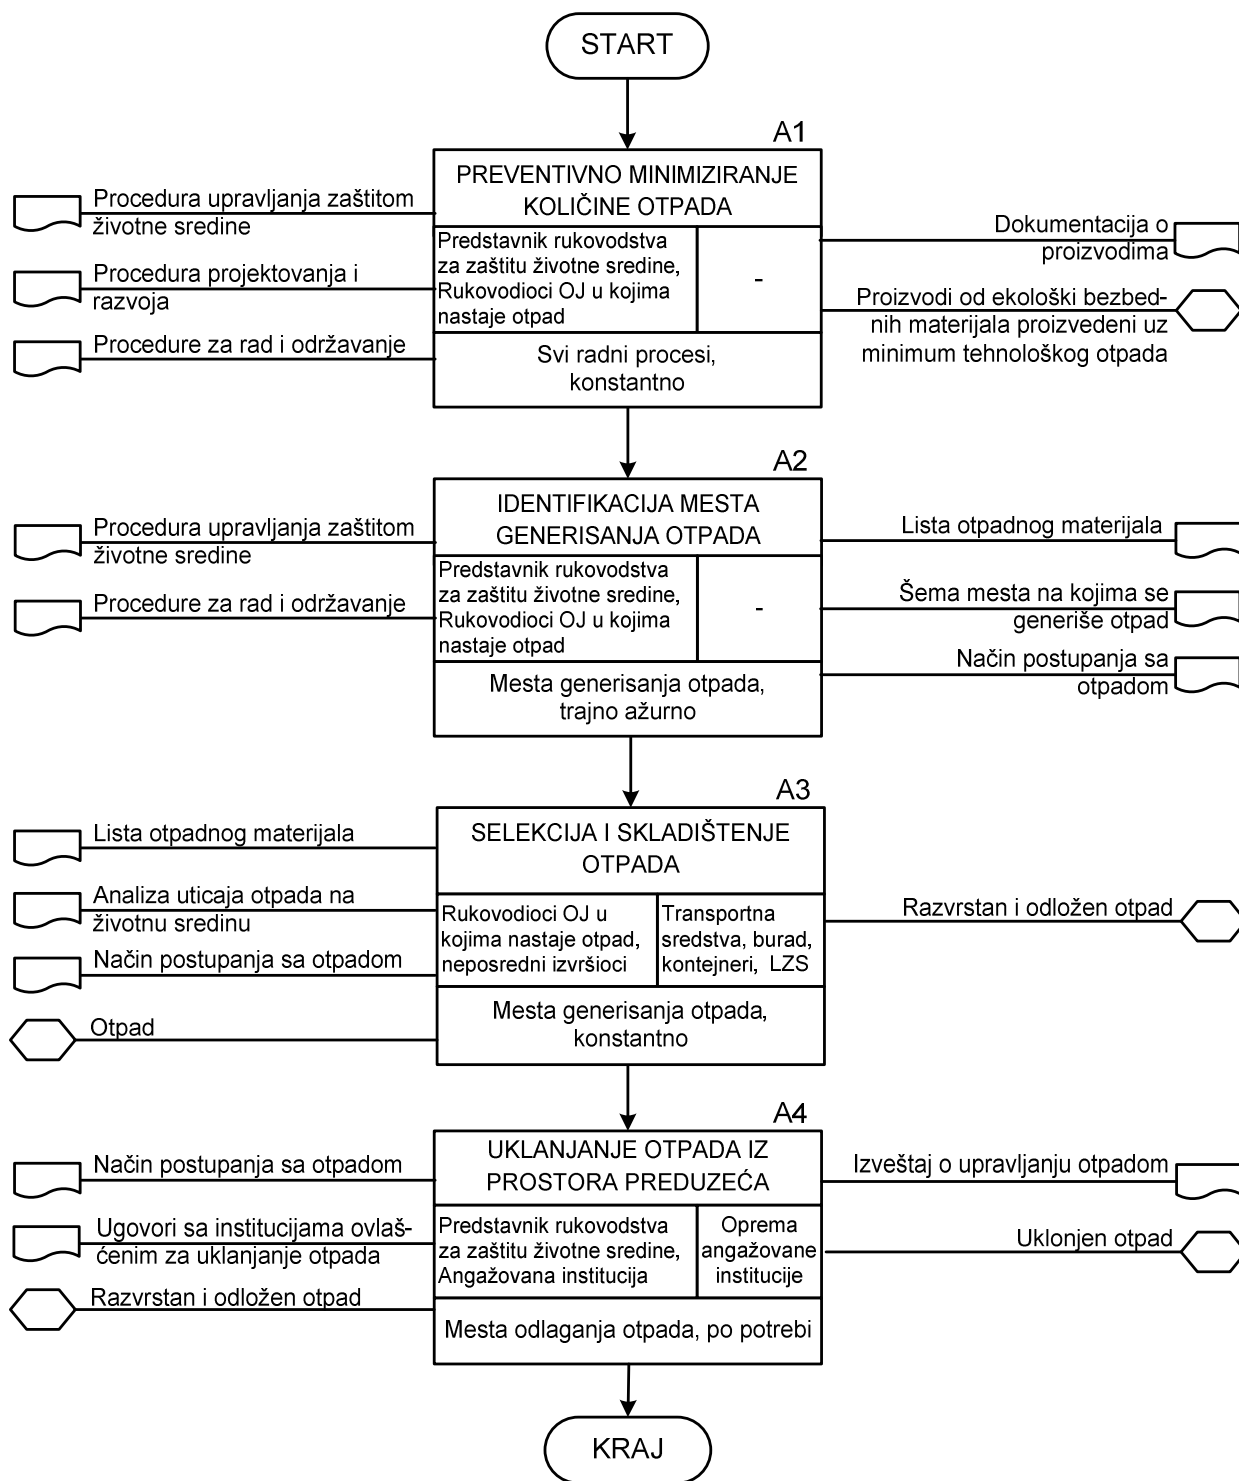 START
A1
PREVENTIVNO MINIMIZIRANJE
KOLIČINE OTPADA
Procedura upravljanja zaštitom
životne sredine
Procedura projektovanja i
razvoja
Procedure za rad i održavanje
Predstavnik rukovodstva
za zaštitu životne sredine,
Rukovodioci OJ u kojima
nastaje otpad
-
Svi radni procesi,
konstantno
Dokumentacija o
proizvodima
Proizvodi od ekološki bezbed-
nih materijala proizvedeni uz
minimum tehnološkog otpada
A2
IDENTIFIKACIJA MESTA
GENERISANJA OTPADA
Procedura upravljanja zaštitom
životne sredine
Procedure za rad i održavanje
Predstavnik rukovodstva
za zaštitu životne sredine,
Rukovodioci OJ u kojima
nastaje otpad
-
Mesta generisanja otpada,
trajno ažurno
Lista otpadnog materijala
Šema mesta na kojima se
generiše otpad
Način postupanja sa
otpadom
A3
SELEKCIJA I SKLADIŠTENJE
OTPADA
Lista otpadnog materijala
Analiza uticaja otpada na
životnu sredinu
Način postupanja sa otpadom
Otpad
Rukovodioci OJ u
kojima nastaje otpad,
neposredni izvršioci
Transportna
sredstva, burad,
kontejneri, LZS
Mesta generisanja otpada,
konstantno
Razvrstan i odložen otpad
A4
UKLANJANJE OTPADA IZ
PROSTORA PREDUZEĆA
Način postupanja sa otpadom
Ugovori sa institucijama ovlaš-
ćenim za uklanjanje otpada
Razvrstan i odložen otpad
Predstavnik rukovodstva
za zaštitu životne sredine,
Angažovana institucija
Oprema
angažovane
institucije
Mesta odlaganja otpada, po potrebi
Izveštaj o upravljanju otpadom
Uklonjen otpad
KRAJ